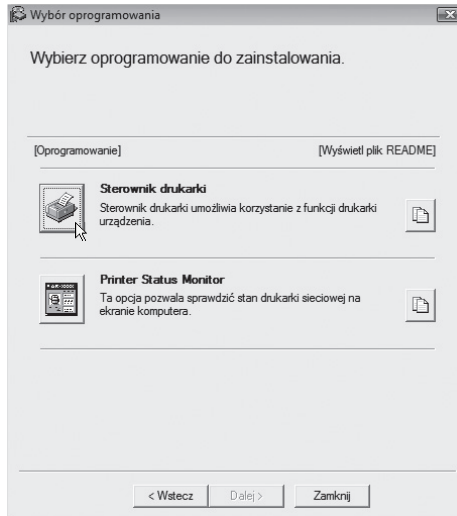 Wybór oprogramowania
Wybierz oprogramowanie do zainstalowania.
[Oprogramowanie] [Wyświetl plik README]
Sterownik drukarki
Sterownik drukarki umożliwia korzystanie z funkcji drukarki
urządzenia.
Printer Status Monitor
Ta opcja pozwala sprawdzić stan drukarki sieciowej na
ekranie komputera.
< Wstecz Dalej > Zamknij